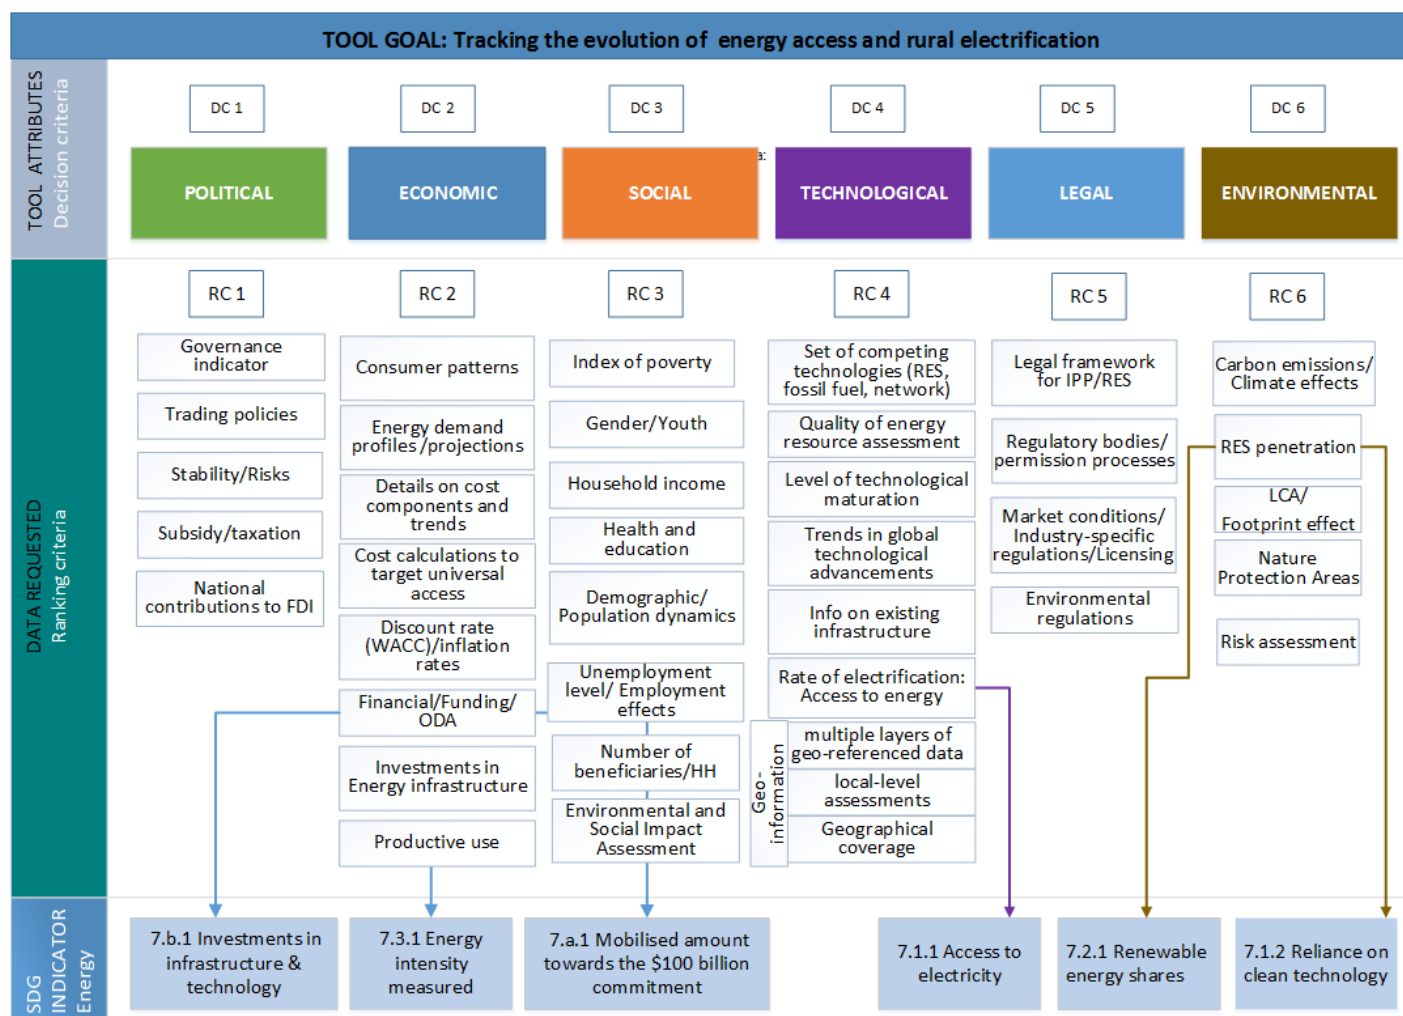 TOOL GOAL: Tracking the evolution of energy access and rural electrification
TOOL ATTRIBUTES
Decision criteria
DC 1
DC 2
DC 3
DC 4
DC 5
DC 6
a:
POLITICAL
ECONOMIC
SOCIAL
TECHNOLOGICAL
LEGAL
ENVIRONMENTAL
DATA REQUESTED
Ranking criteria
RC 1
RC 2
RC 3
RC 4
RC 5
RC 6
Governance
indicator
Trading policies
Stability/Risks
Subsidy/taxation
National
contributions to FDI
Consumer patterns
Energy demand
profiles /projections
Details on cost
components and
trends
Cost calculations to
target universal
access
Discount rate
(WACC)/inflation
rates
Financial/Funding/
ODA
Investments in
Energy infrastructure
Productive use
Index of poverty
Gender/Youth
Household income
Health and
education
Demographic/
Population dynamics
Unemployment
level/ Employment
effects
Number of
beneficiaries/HH
Environmental and
Social Impact
Assessment
Set of competing
technologies (RES,
fossil fuel, network)
Quality of energy
resource assessment
Level of technological
maturation
Trends in global
technological
advancements
Info on existing
infrastructure
Rate of electrification:
Access to energy
Geo-
information
multiple layers of
geo-referenced data
local-level
assessments
Geographical
coverage
Legal framework
for IPP/RES
Regulatory bodies/
permission processes
Market conditions/
Industry-specific
regulations/Licensing
Environmental
regulations
Carbon emissions/
Climate effects
RES penetration
LCA/
Footprint effect
Nature
Protection Areas
Risk assessment
SDG
INDICATOR
Energy
7.b.1 Investments in
infrastructure &
technology
7.3.1 Energy
intensity
measured
7.a.1 Mobilised amount
towards the $100 billion
commitment
7.1.1 Access to
electricity
7.2.1 Renewable
energy shares
7.1.2 Reliance on
clean technology